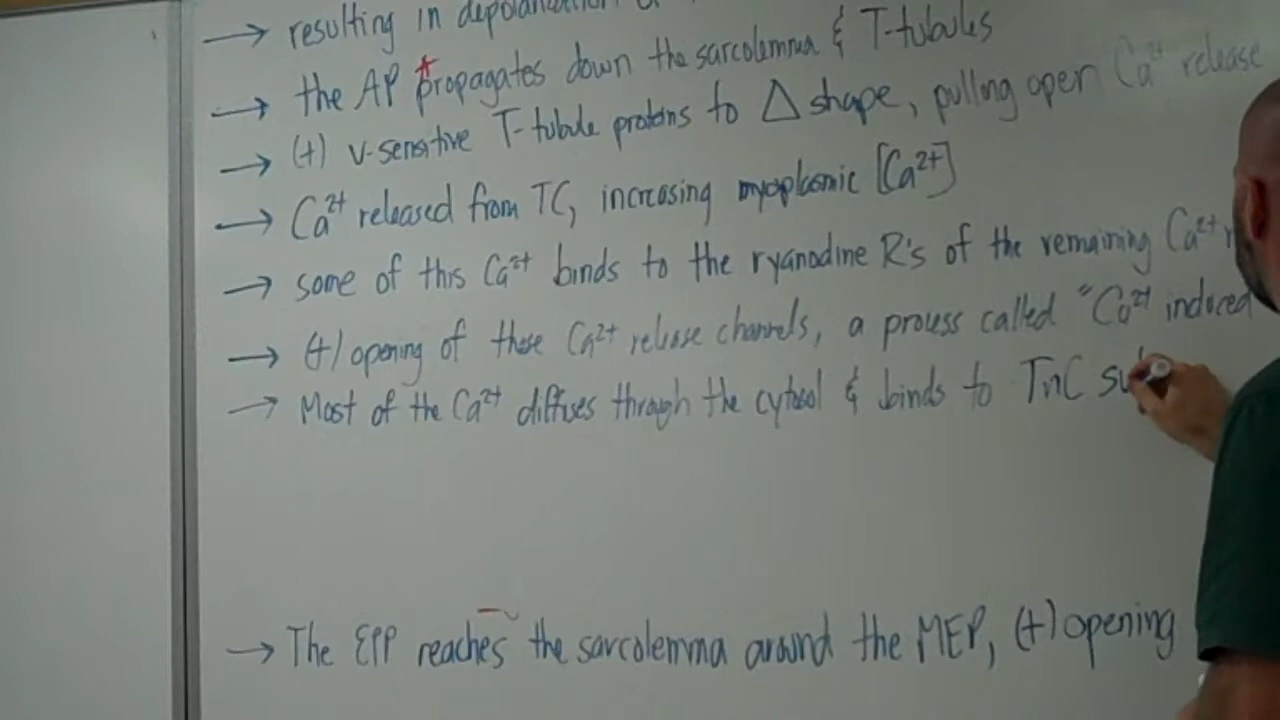 → resulting in depolarization
→ the AP propagates down the sarcolemma & T-tubules
→ (+) v-sensitive T-tubule proteins to Δ shape, pulling open Ca²⁺ release
→ Ca²⁺ released from TC, increasing myoplasmic [Ca²⁺]
→ some of this Ca²⁺ binds to the ryanodine R's of the remaining Ca²⁺
→ (+) opening of these Ca²⁺ release channels, a process called "Ca²⁺ induced
→ Most of the Ca²⁺ diffuses through the cytosol & binds to TnC su
→ The EPP reaches the sarcolemma around the MEP, (+) opening